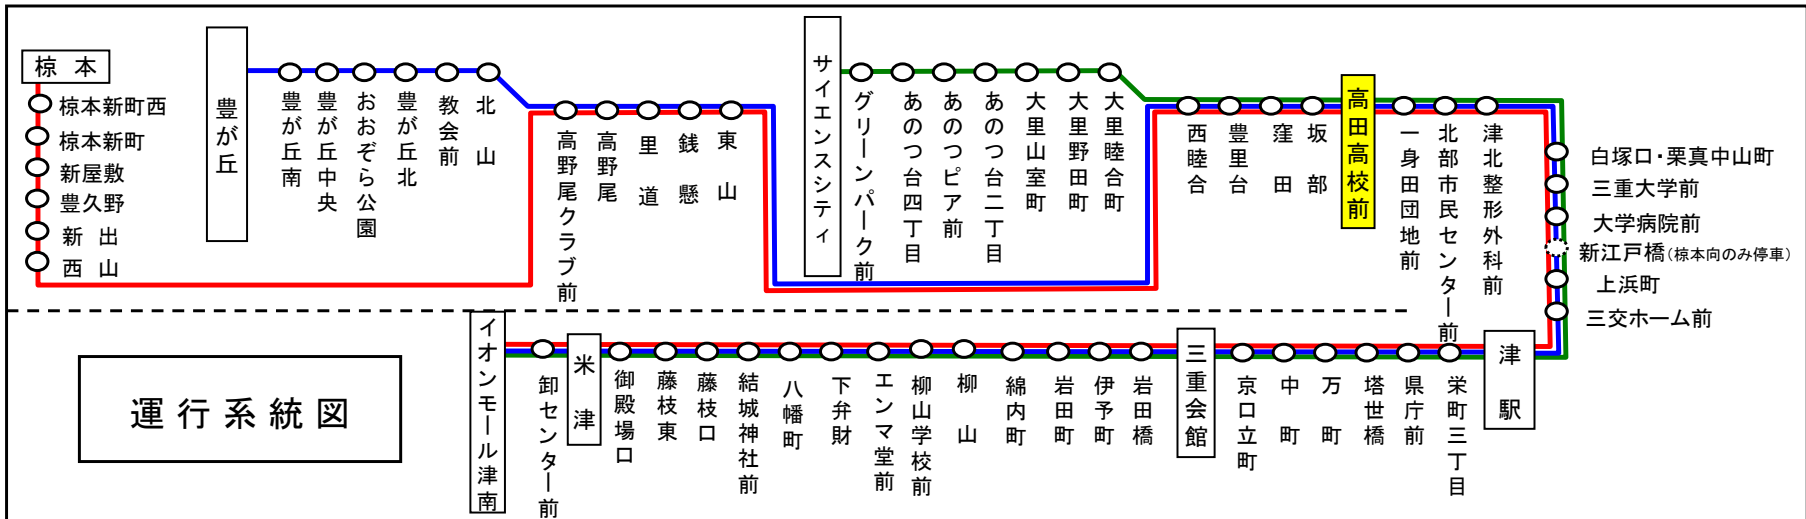 椋本
椋本新町西
椋本新町
新屋敷
豊久野
新出
西山
豊が丘
豊が丘南
豊が丘中央
おおぞら公園
豊が丘北
教会前
北山
高野尾クラブ前
高野尾
里道
銭懸
東山
サイエンスシティ
グリーンパーク前
あのつ台四丁目
あのつピア前
あのつ台二丁目
大里山室町
大里野田町
大里睦合町
西睦合
豊里台
窪田
坂部
高田高校前
一身田団地前
北部市民センター前
津北整形外科前
白塚口・栗真中山町
三重大学前
大学病院前
新江戸橋(椋本向のみ停車)
上浜町
三交ホーム前
運行系統図
イオンモール津南
卸センター前
米津
御殿場口
藤枝東
藤枝口
結城神社前
八幡町
下弁財
エンマ堂前
柳山学校前
柳山
綿内町
岩田町
伊予町
岩田橋
三重会館
京口立町
中町
万町
塔世橋
県庁前
栄町三丁目
津駅